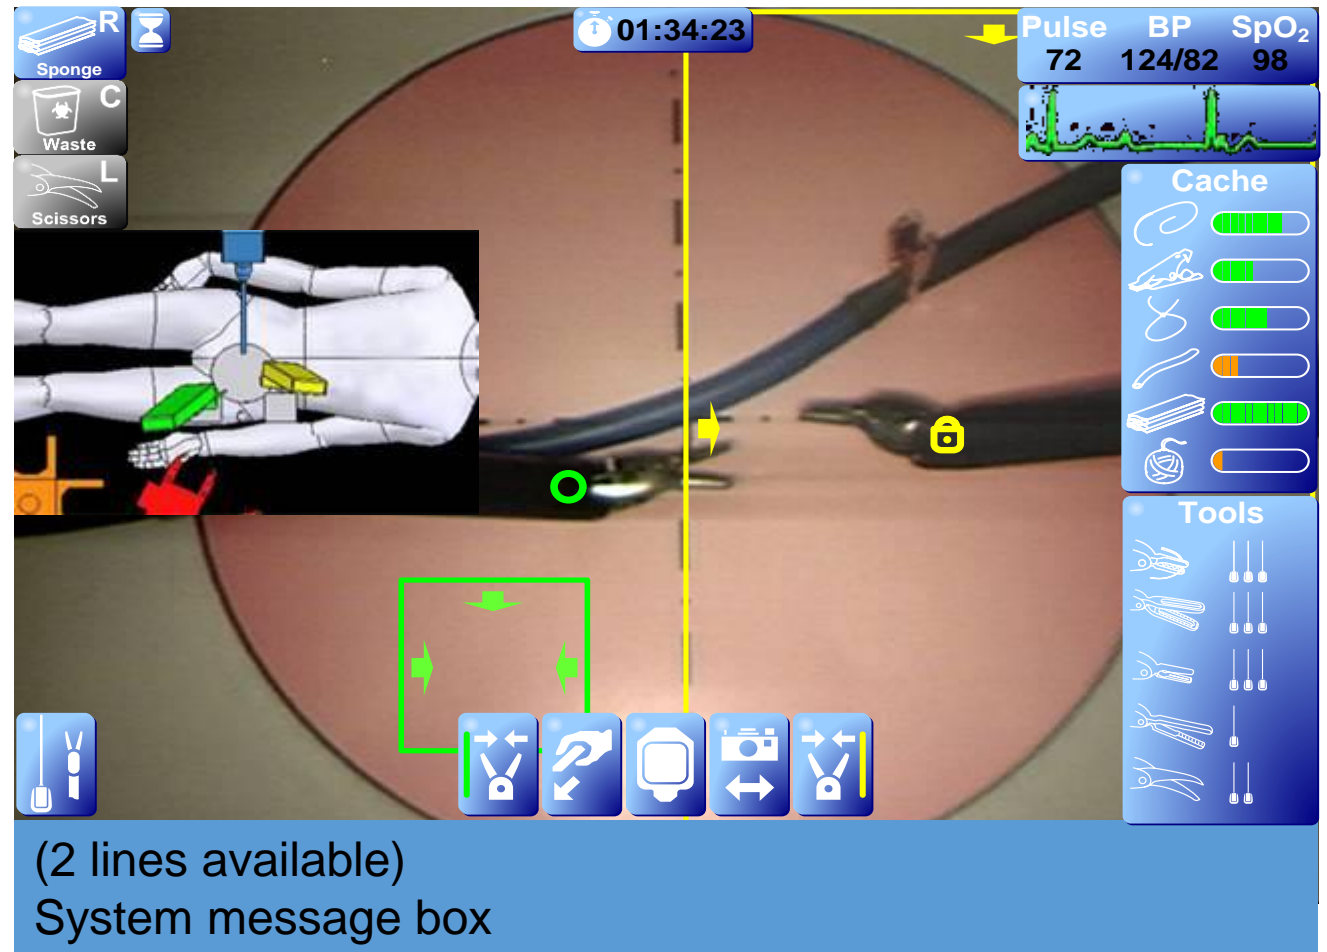 R
Sponge
C
Waste
L
Scissors
01:34:23
Pulse BP SpO₂
72 124/82 98
Cache
Tools
(2 lines available)
System message box